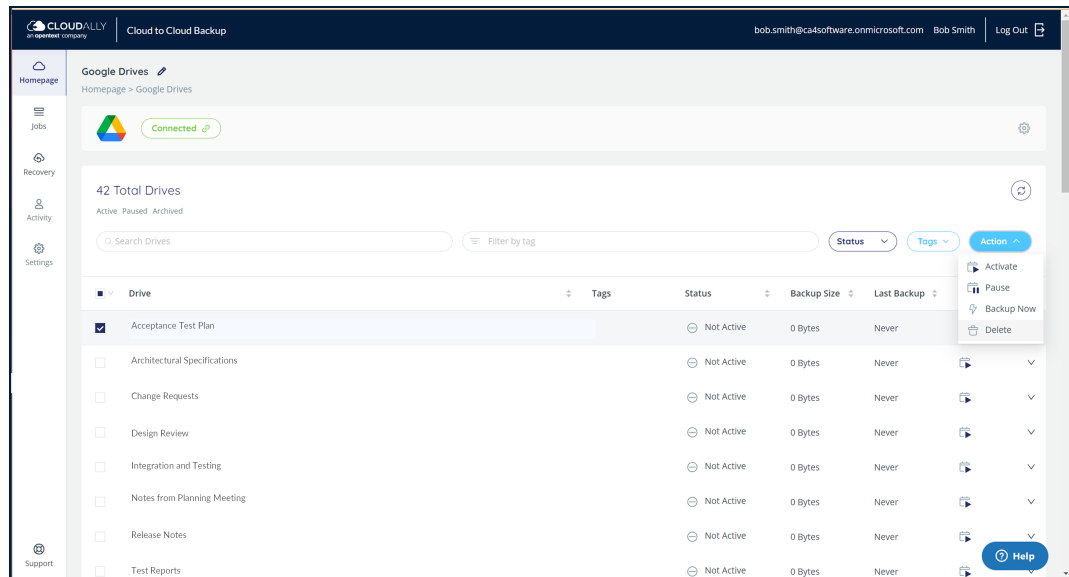 CLOUDALLY
an opentext company
Cloud to Cloud Backup
bob.smith@ca4software.onmicrosoft.com Bob Smith Log Out
Homepage
Jobs
Recovery
Activity
Settings
Support
Google Drives
Homepage > Google Drives
Connected
42 Total Drives
Active Paused Archived
Search Drives Filter by tag Status Tags Action
Activate
Pause
Backup Now
Delete
Drive Tags Status Backup Size Last Backup
Acceptance Test Plan Not Active 0 Bytes Never
Architectural Specifications Not Active 0 Bytes Never
Change Requests Not Active 0 Bytes Never
Design Review Not Active 0 Bytes Never
Integration and Testing Not Active 0 Bytes Never
Notes from Planning Meeting Not Active 0 Bytes Never
Release Notes Not Active 0 Bytes Never
Test Reports Not Active 0 Bytes Never
Help